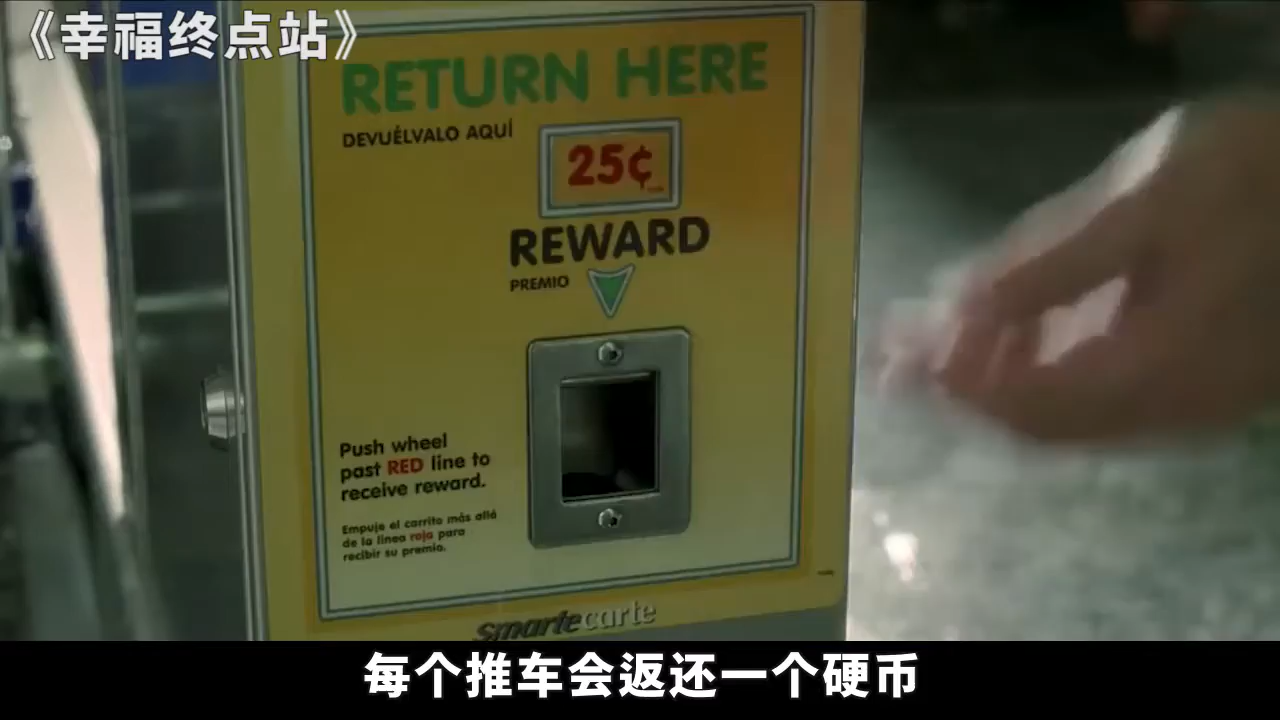 《幸福终点站》
RETURN HERE
DEVUÉLVALO AQUÍ
25¢
REWARD
PREMIO
Push wheel
past RED line to
receive reward.
Empuje el carrito más allá
de la línea roja para
recibir su premio.
smartecarte
每个推车会返还一个硬币